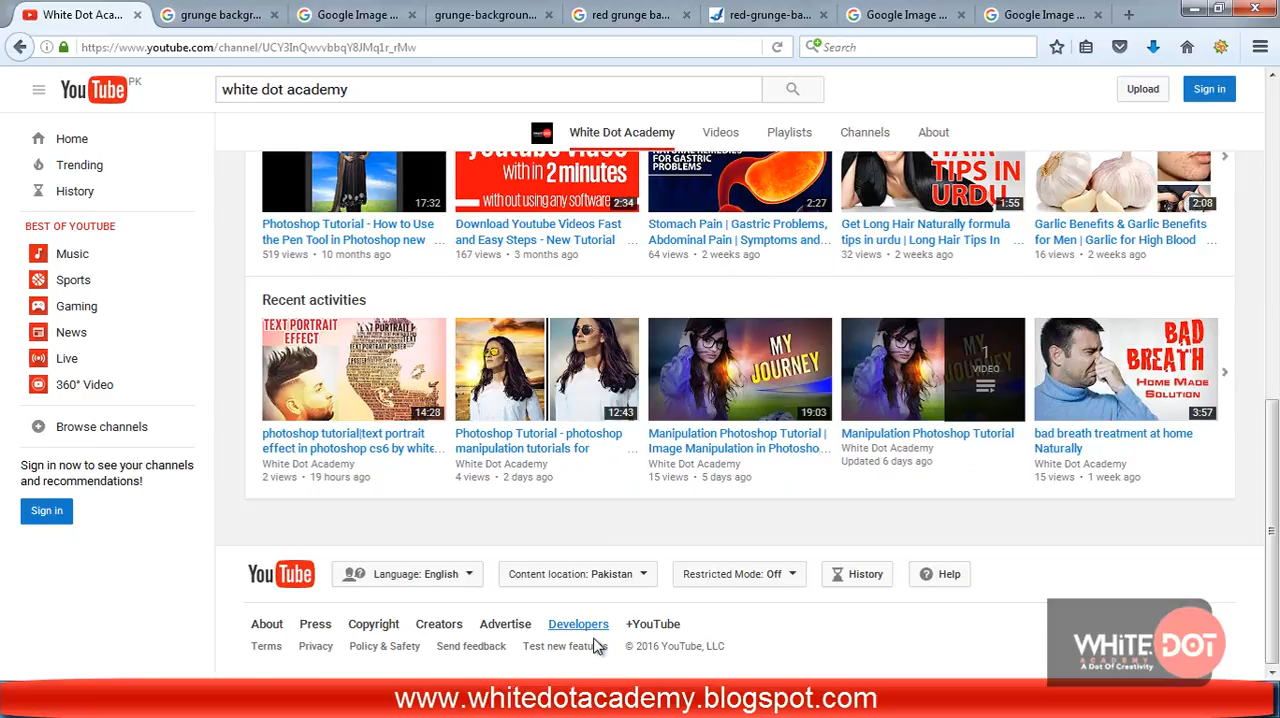 White Dot Aca...
grunge backgr...
Google Image ...
grunge-backgroun...
red grunge ba...
red-grunge-ba...
Google Image ...
Google Image ...
https://www.youtube.com/channel/UCY3InQwvvbbqY8JMq1r_rMw
Search
YouTube PK
white dot academy
Upload
Sign in
Home
Trending
History
BEST OF YOUTUBE
Music
Sports
Gaming
News
Live
360° Video
Browse channels
Sign in now to see your channels
and recommendations!
Sign in
White Dot Academy
Videos
Playlists
Channels
About
17:32
Photoshop Tutorial - How to Use
the Pen Tool in Photoshop new
519 views • 10 months ago
youtube video
with in 2 minutes
without using any software
2:34
Download Youtube Videos Fast
and Easy Steps - New Tutorial ...
167 views • 3 months ago
FOR GASTRIC
PROBLEMS
2:27
Stomach Pain | Gastric Problems,
Abdominal Pain | Symptoms and...
64 views • 2 weeks ago
HAIR
TIPS IN
URDU
1:55
Get Long Hair Naturally formula
tips in urdu | Long Hair Tips In ...
32 views • 2 weeks ago
2:08
Garlic Benefits & Garlic Benefits
for Men | Garlic for High Blood ...
16 views • 2 weeks ago
Recent activities
TEXT PORTRAIT
EFFECT
14:28
photoshop tutorial|text portrait
effect in photoshop cs6 by white...
White Dot Academy
2 views • 19 hours ago
12:43
Photoshop Tutorial - photoshop
manipulation tutorials for ...
White Dot Academy
4 views • 2 days ago
MY
JOURNEY
19:03
Manipulation Photoshop Tutorial |
Image Manipulation in Photosho...
White Dot Academy
15 views • 5 days ago
MY
JOURNEY
1
VIDEO
Manipulation Photoshop Tutorial
White Dot Academy
Updated 6 days ago
BAD
BREATH
HOME MADE
SOLUTION
3:57
bad breath treatment at home
Naturally
White Dot Academy
15 views • 1 week ago
YouTube
Language: English
Content location: Pakistan
Restricted Mode: Off
History
Help
About
Press
Copyright
Creators
Advertise
Developers
+YouTube
Terms
Privacy
Policy & Safety
Send feedback
Test new features
© 2016 YouTube, LLC
WHITE DOT
ACADEMY
A Dot Of Creativity
www.whitedotacademy.blogspot.com